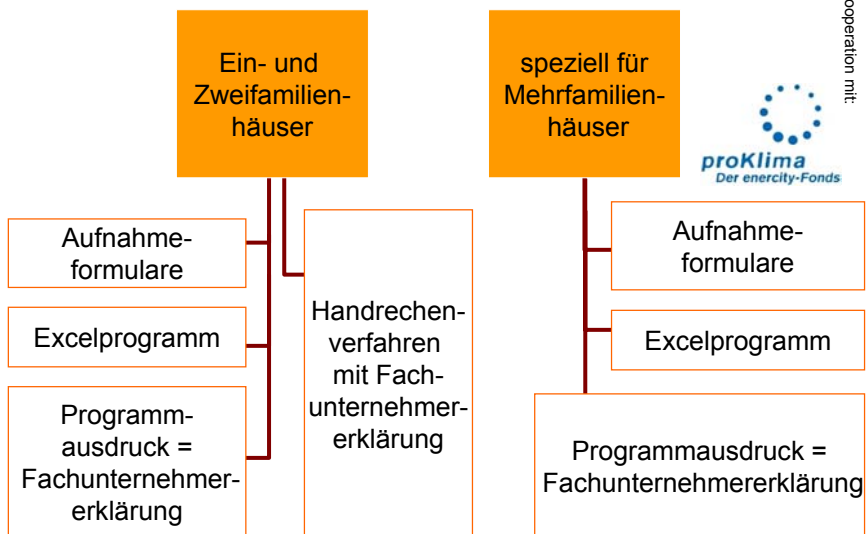 Ein- und
Zweifamilien-
häuser
speziell für
Mehrfamilien-
häuser
ooperation mit:
proKlima
Der enercity-Fonds
Aufnahme-
formulare
Excelprogramm
Programm-
ausdruck =
Fachunternehmer-
erklärung
Handrechen-
verfahren
mit Fach-
unternehmer-
erklärung
Aufnahme-
formulare
Excelprogramm
Programmausdruck =
Fachunternehmererklärung